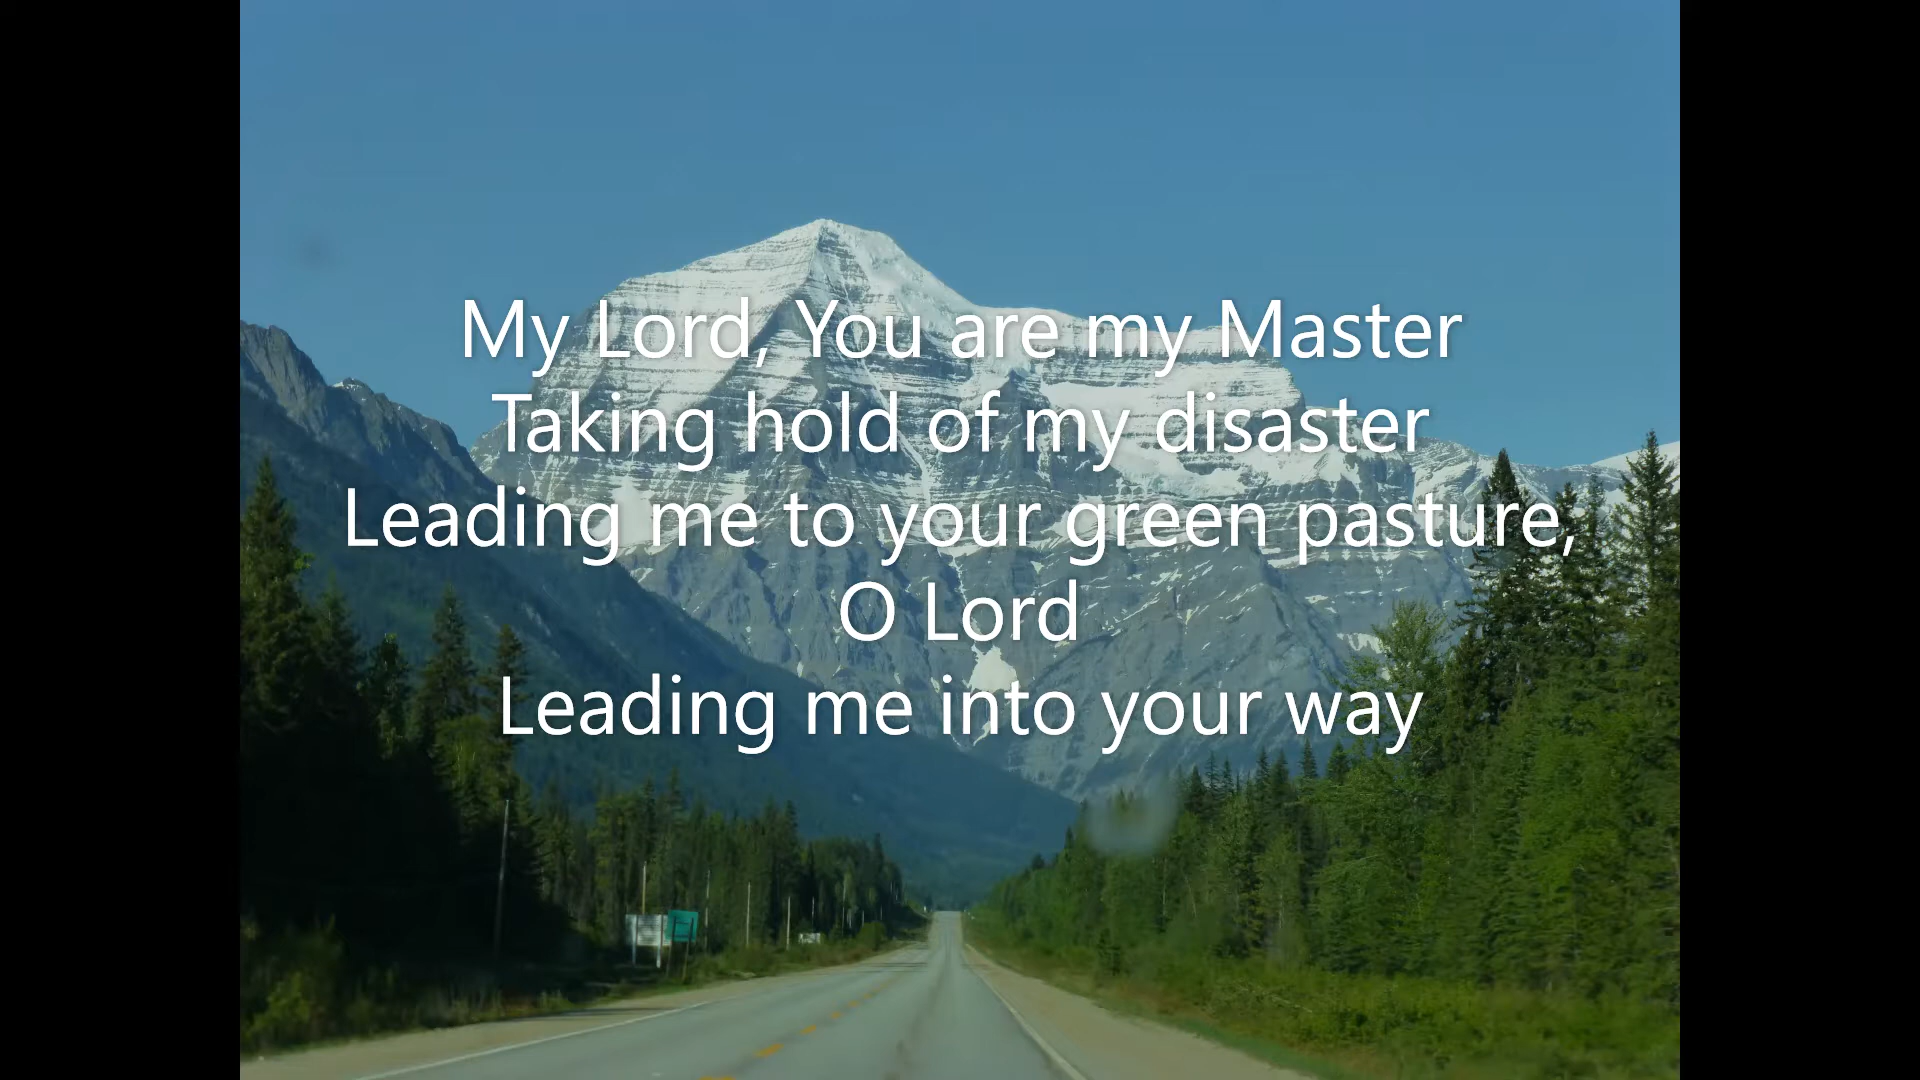 My Lord, You are my Master
Taking hold of my disaster
Leading me to your green pasture,
O Lord
Leading me into your way